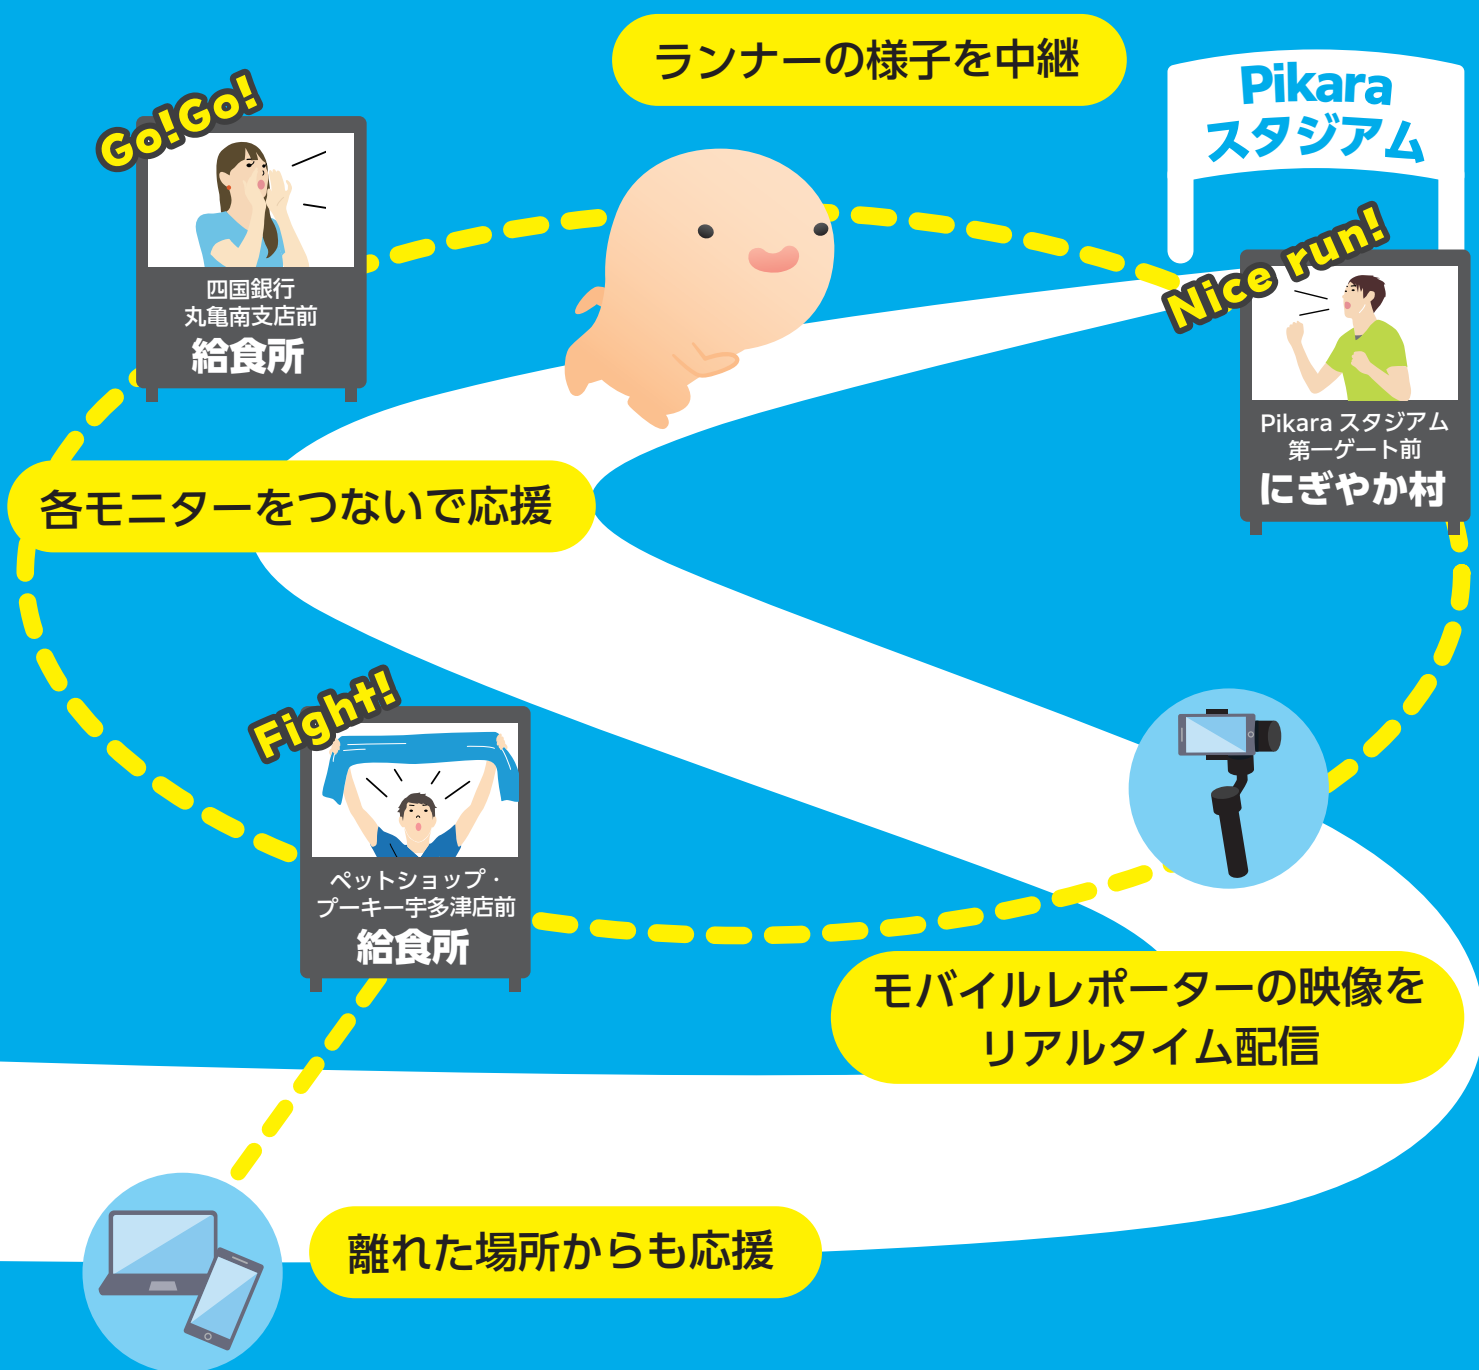 ランナーの様子を中継
Pikara
スタジアム
Go!Go!
四国銀行
丸亀南支店前
給食所
Nice run!
Pikara スタジアム
第一ゲート前
にぎやか村
各モニターをつないで応援
Fight!
ペットショップ・
プーキー宇多津店前
給食所
モバイルレポーターの映像を
リアルタイム配信
離れた場所からも応援